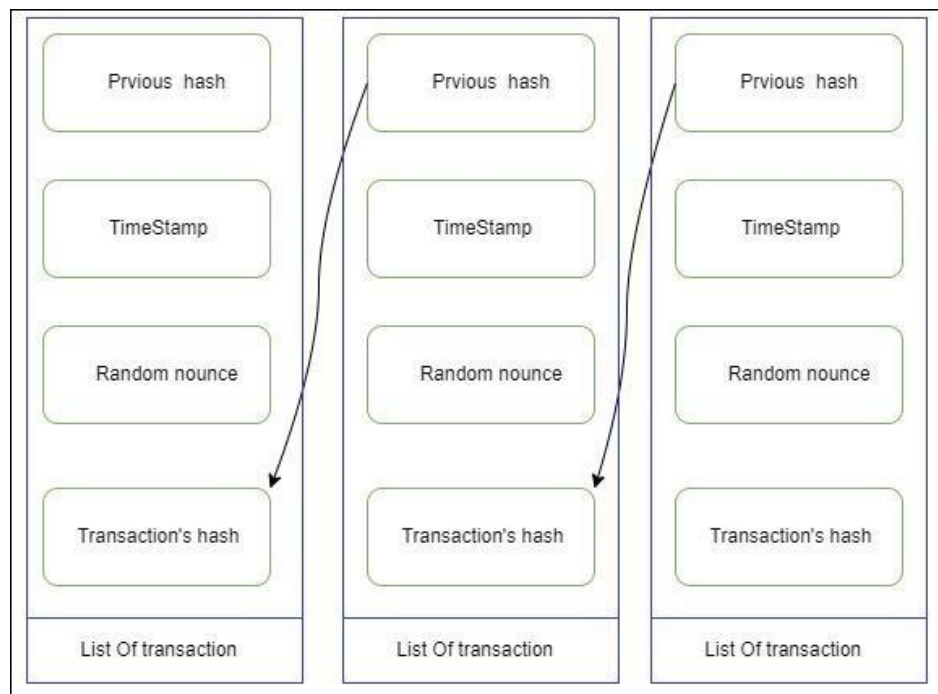 Prvious hash
TimeStamp
Random nounce
Transaction's hash
List Of transaction
Prvious hash
TimeStamp
Random nounce
Transaction's hash
List Of transaction
Prvious hash
TimeStamp
Random nounce
Transaction's hash
List Of transaction